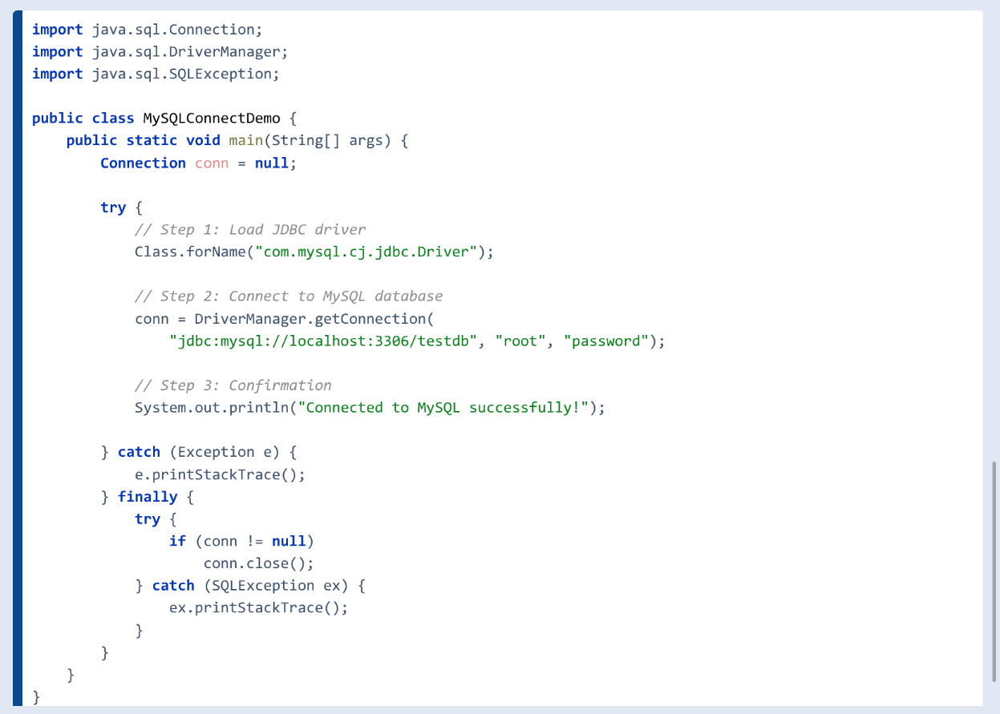 import java.sql.Connection;
import java.sql.DriverManager;
import java.sql.SQLException;

public class MySQLConnectDemo {
    public static void main(String[] args) {
        Connection conn = null;

        try {
            // Step 1: Load JDBC driver
            Class.forName("com.mysql.cj.jdbc.Driver");

            // Step 2: Connect to MySQL database
            conn = DriverManager.getConnection(
                "jdbc:mysql://localhost:3306/testdb", "root", "password");

            // Step 3: Confirmation
            System.out.println("Connected to MySQL successfully!");

        } catch (Exception e) {
            e.printStackTrace();
        } finally {
            try {
                if (conn != null)
                    conn.close();
            } catch (SQLException ex) {
                ex.printStackTrace();
            }
        }
    }
}